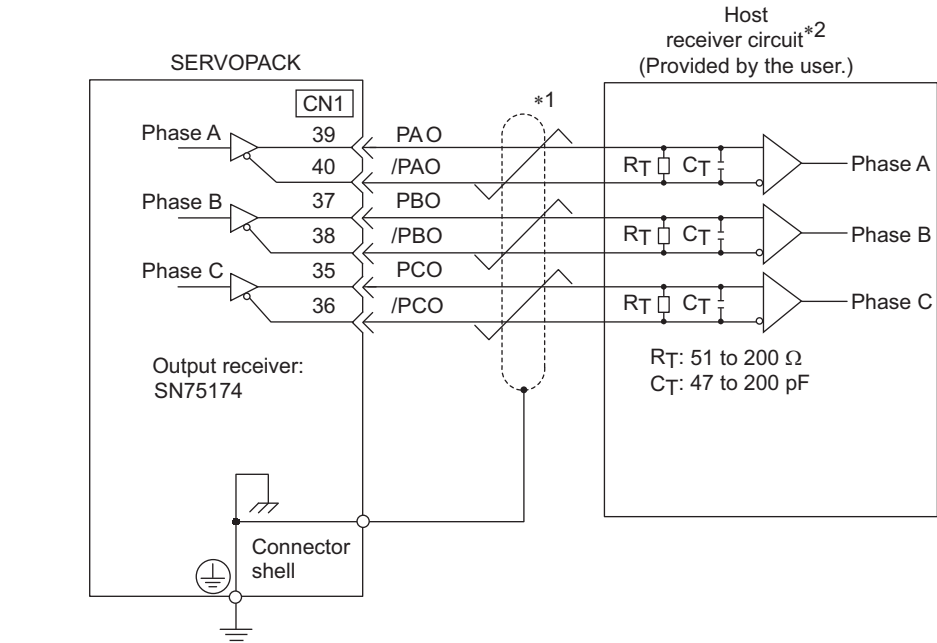 Host
receiver circuit*2
(Provided by the user.)
SERVOPACK
CN1
*1
Phase A
39
PAO
40
/PAO
RT
CT
Phase A
Phase B
37
PBO
38
/PBO
RT
CT
Phase B
Phase C
35
PCO
36
/PCO
RT
CT
Phase C
Output receiver:
SN75174
RT: 51 to 200 Ω
CT: 47 to 200 pF
Connector
shell